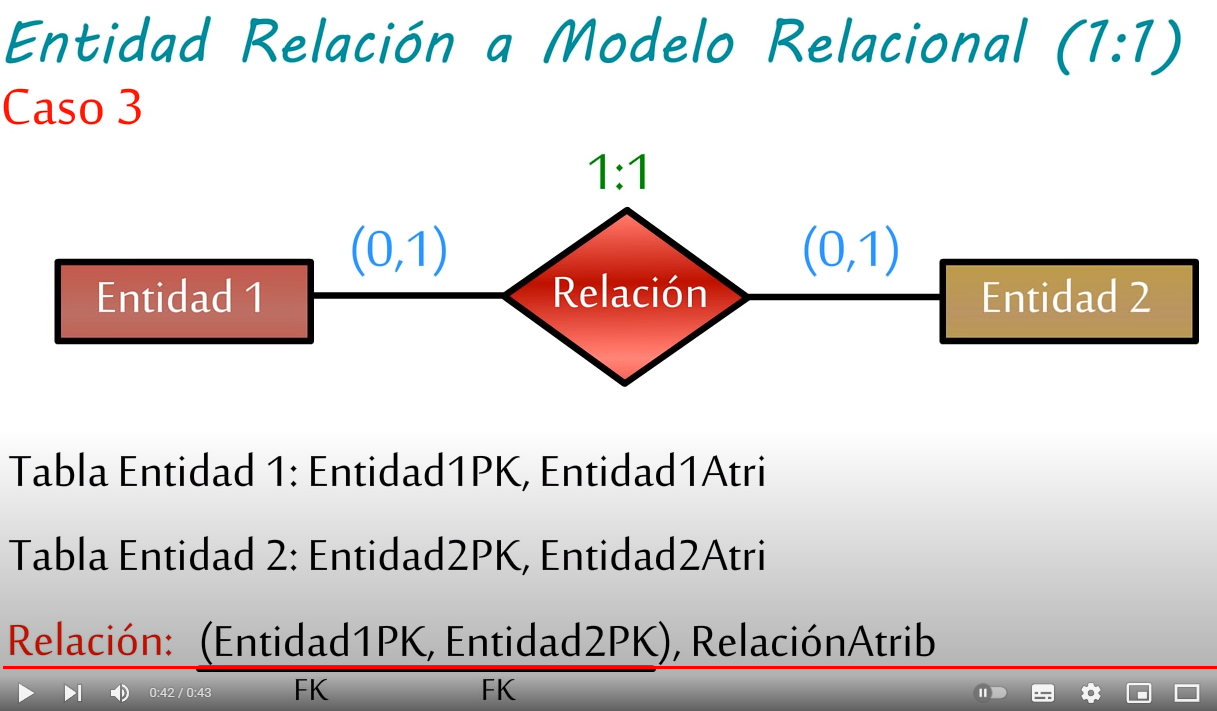 Entidad Relación a Modelo Relacional (1:1)
Caso 3
1:1
(0,1)
(0,1)
Entidad 1
Relación
Entidad 2
Tabla Entidad 1: Entidad1PK, Entidad1Atri
Tabla Entidad 2: Entidad2PK, Entidad2Atri
Relación: (Entidad1PK, Entidad2PK), RelaciónAtrib
FK
FK
0:42 / 0:43